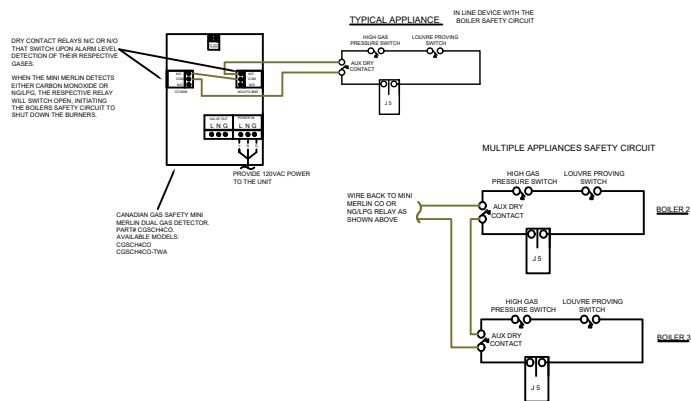 TYPICAL APPLIANCE
IN LINE DEVICE WITH THE
BOILER SAFETY CIRCUIT
DRY CONTACT RELAYS N/C OR N/O
THAT SWITCH UPON ALARM LEVEL
DETECTION OF THEIR RESPECTIVE
GASES.
WHEN THE MINI MERLIN DETECTS
EITHER CARBON MONOXIDE OR
NG/LPG, THE RESPECTIVE RELAY
WILL SWITCH OPEN, INITIATING
THE BOILERS SAFETY CIRCUIT TO
SHUT DOWN THE BURNERS.
N/C
COM
N/O
N/C
COM
N/O
VALVE OUT
L N G
POWER IN
L N G
PROVIDE 120VAC POWER
TO THE UNIT
HIGH GAS
PRESSURE SWITCH
LOUVRE PROVING
SWITCH
AUX DRY
CONTACT
J 5
CANADIAN GAS SAFETY MINI
MERLIN DUAL GAS DETECTOR.
PART# CGSCH4CO.
AVAILABLE MODELS:
CGSCH4CO
CGSCH4CO-TWA
MULTIPLE APPLIANCES SAFETY CIRCUIT
WIRE BACK TO MINI
MERLIN CO OR
NG/LPG RELAY AS
SHOWN ABOVE
HIGH GAS
PRESSURE SWITCH
LOUVRE PROVING
SWITCH
AUX DRY
CONTACT
J 5
BOILER 2
HIGH GAS
PRESSURE SWITCH
LOUVRE PROVING
SWITCH
AUX DRY
CONTACT
J 5
BOILER 3